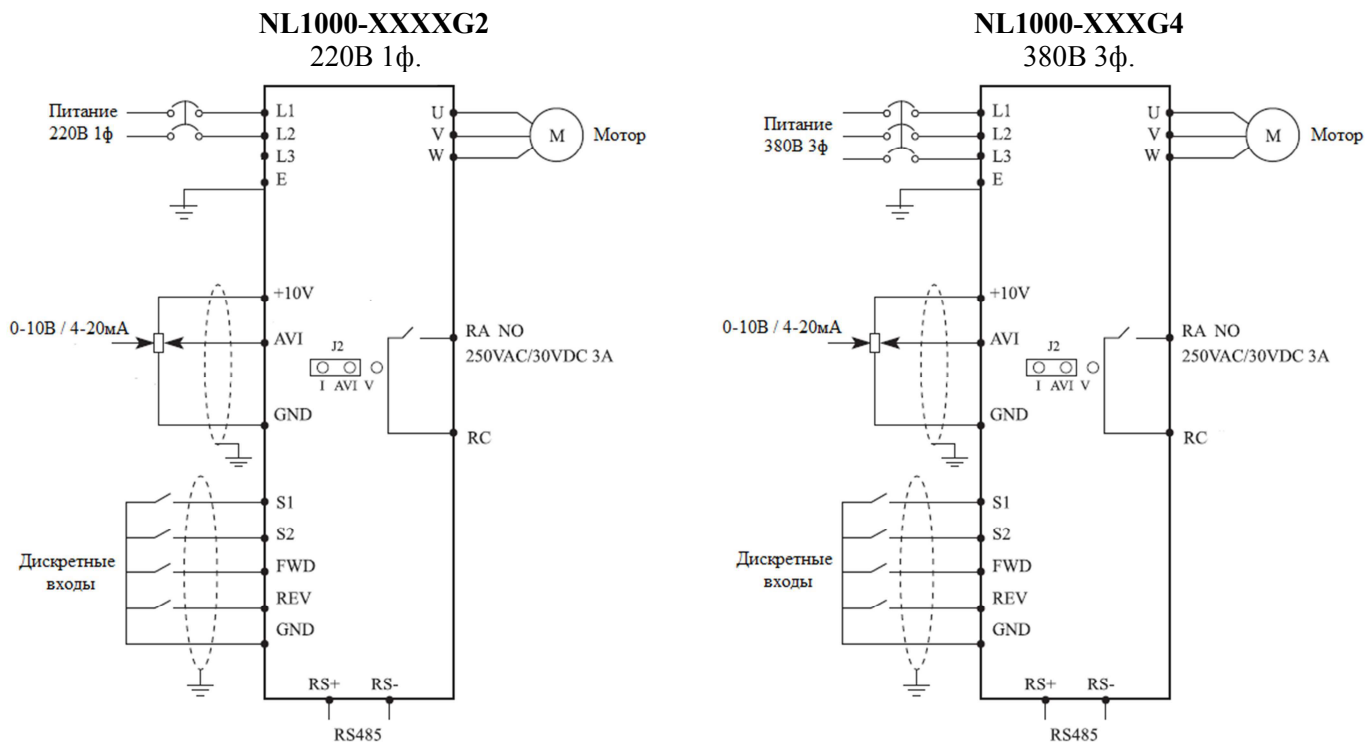 NL1000-XXXXG2
220В 1ф.
Питание
220В 1ф
L1
L2
L3
E
U
V
W
M
Мотор
+10V
0-10В / 4-20мА
AVI
GND
J2
I AVI V
RA NO
250VAC/30VDC 3A
RC
S1
S2
FWD
REV
GND
Дискретные
входы
RS+ RS-
RS485
NL1000-XXXG4
380В 3ф.
Питание
380В 3ф
L1
L2
L3
E
U
V
W
M
Мотор
+10V
0-10В / 4-20мА
AVI
GND
J2
I AVI V
RA NO
250VAC/30VDC 3A
RC
S1
S2
FWD
REV
GND
Дискретные
входы
RS+ RS-
RS485